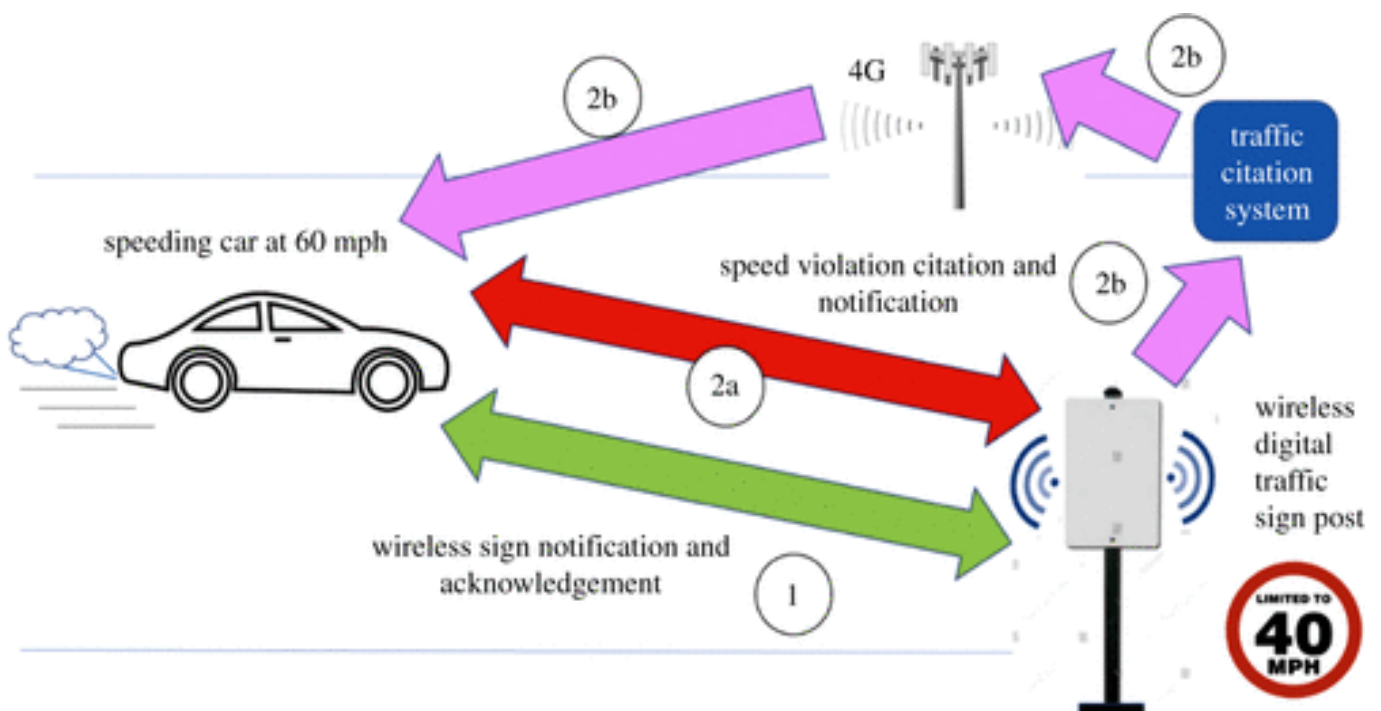 2b
4G
2b
traffic
citation
system
speeding car at 60 mph
speed violation citation and
notification
2b
2a
wireless
digital
traffic
sign post
wireless sign notification and
acknowledgement
1
LIMITED TO
40
MPH